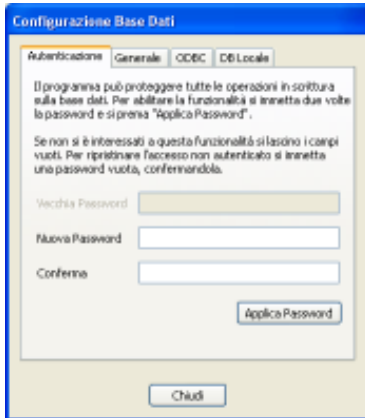 Configurazione Base Dati
Autenticazione Generale ODBC DB Locale
Il programma può proteggere tutte le operazioni in scrittura
sulla base dati. Per abilitare la funzionalità si immetta due volte
la password e si prema "Applica Password".
Se non si è interessati a questa funzionalità si lascino i campi
vuoti. Per ripristinare l'accesso non autenticato si immetta
una password vuota, confermandola.
Vecchia Password
Nuova Password
Conferma
Applica Password
Chiudi